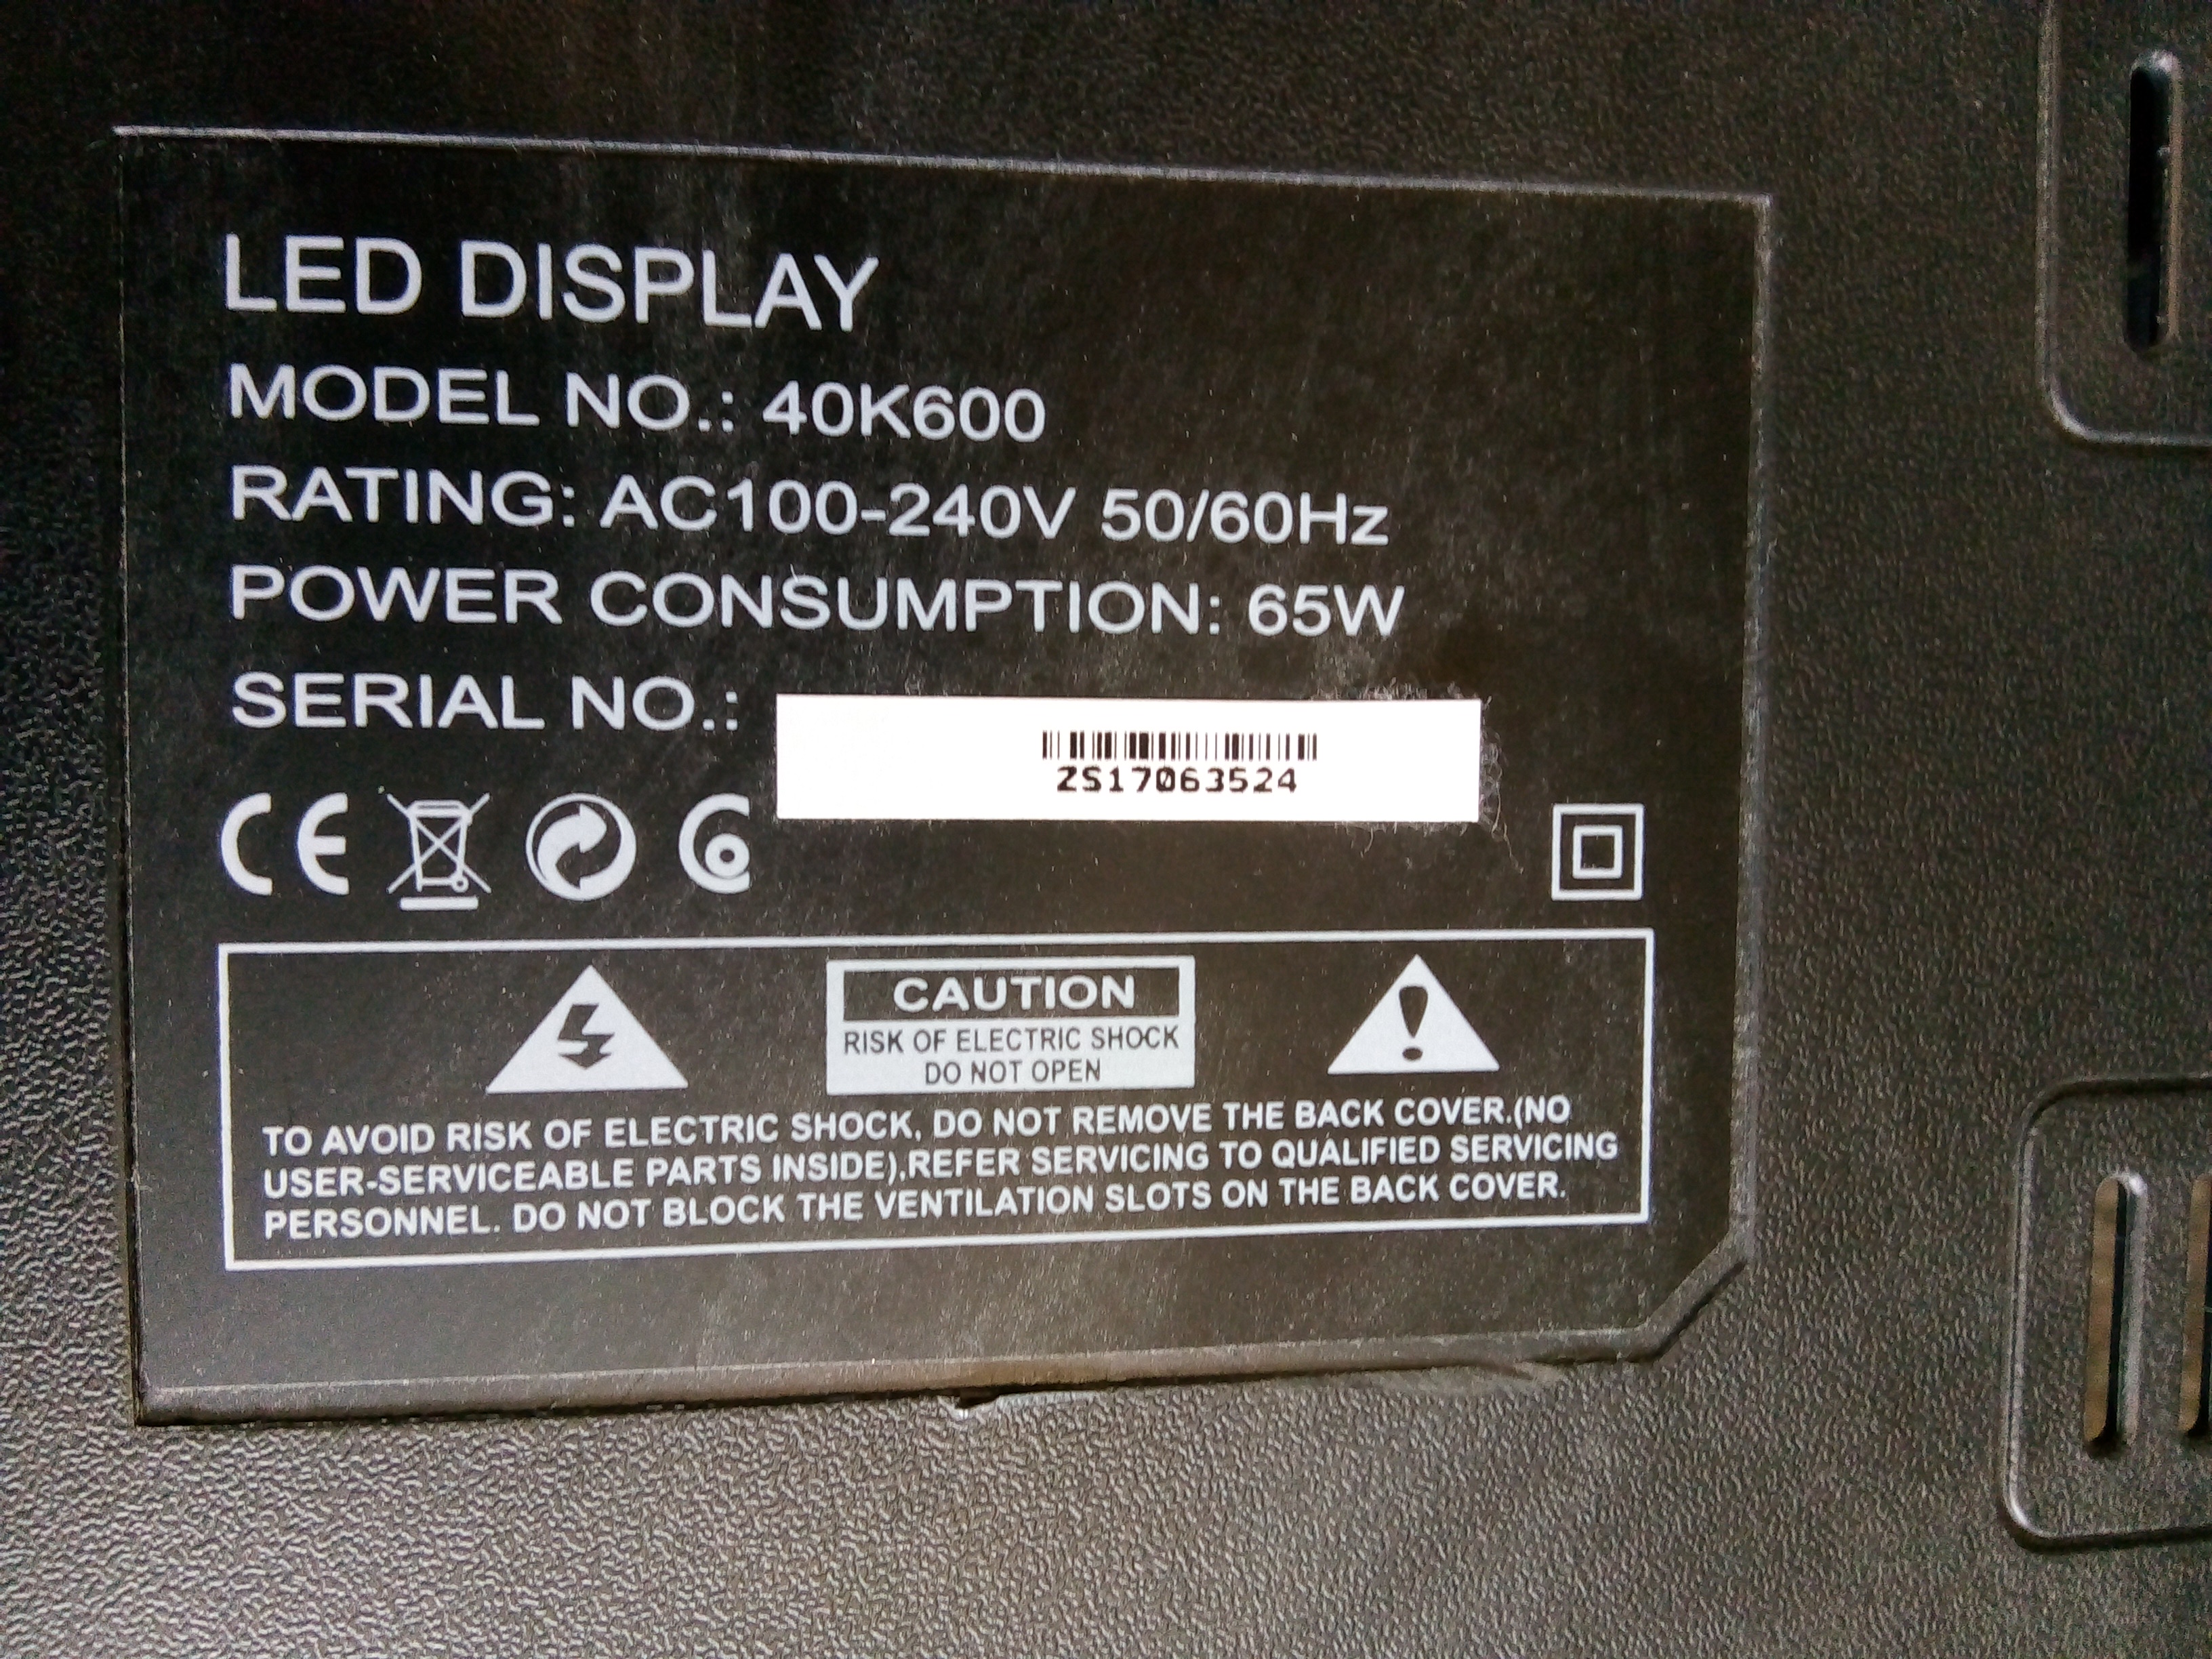 LED DISPLAY
MODEL NO.: 40K600
RATING: AC100-240V 50/60Hz
POWER CONSUMPTION: 65W
SERIAL NO.:
ZS17063524
CE
CAUTION
RISK OF ELECTRIC SHOCK
DO NOT OPEN
TO AVOID RISK OF ELECTRIC SHOCK, DO NOT REMOVE THE BACK COVER.(NO
USER-SERVICEABLE PARTS INSIDE),REFER SERVICING TO QUALIFIED SERVICING
PERSONNEL. DO NOT BLOCK THE VENTILATION SLOTS ON THE BACK COVER.